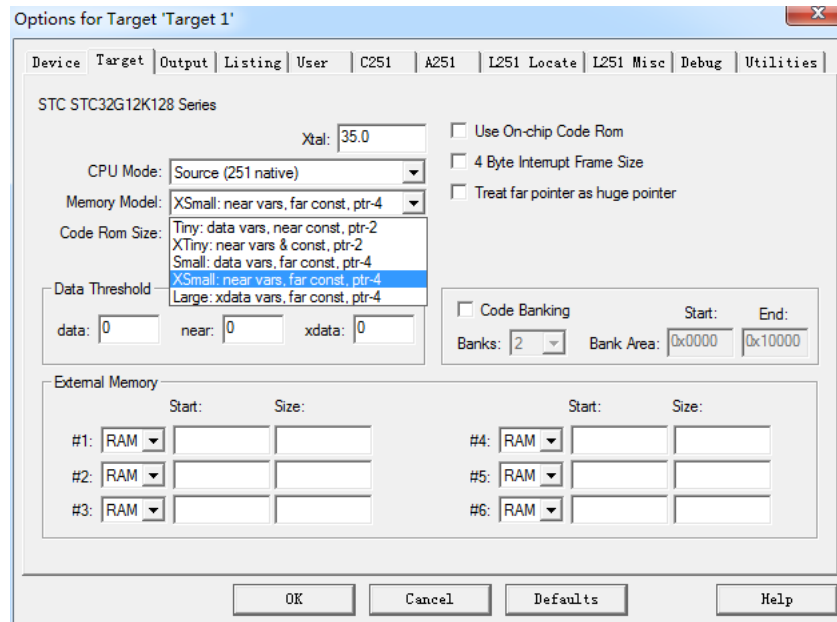 Options for Target 'Target 1'
Device Target Output Listing User C251 A251 L251 Locate L251 Misc Debug Utilities
STC STC32G12K128 Series
Xtal: 35.0
Use On-chip Code Rom
CPU Mode: Source (251 native)
4 Byte Interrupt Frame Size
Memory Model: XSmall: near vars, far const, ptr-4
Treat far pointer as huge pointer
Code Rom Size:
Tiny: data vars, near const, ptr-2
XTiny: near vars & const, ptr-2
Small: data vars, far const, ptr-4
XSmall: near vars, far const, ptr-4
Large: xdata vars, far const, ptr-4
Data Threshold
data: 0 near: 0 xdata: 0
Code Banking Start: End:
Banks: 2 Bank Area: 0x0000 0x10000
External Memory
Start: Size: Start: Size:
#1: RAM #4: RAM
#2: RAM #5: RAM
#3: RAM #6: RAM
OK Cancel Defaults Help